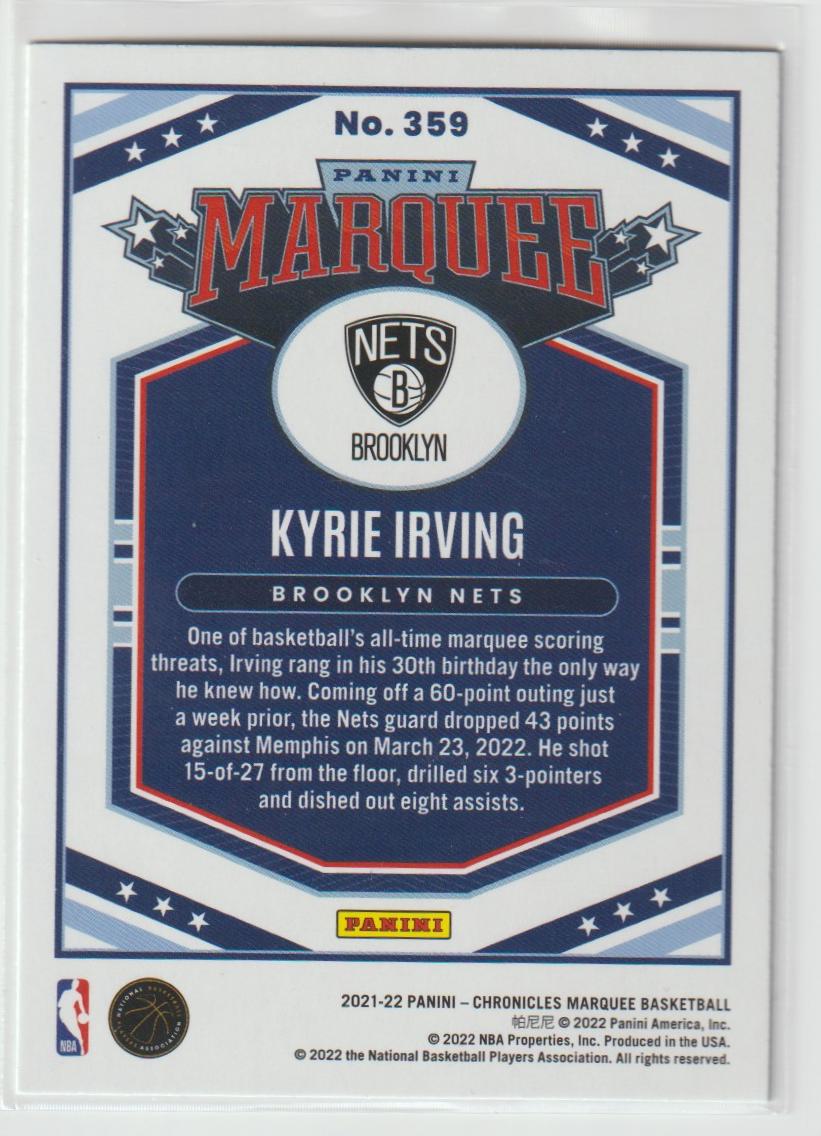 No. 359
PANINI
MARQUEE
NETS
B
BROOKLYN
KYRIE IRVING
BROOKLYN NETS
One of basketball's all-time marquee scoring
threats, Irving rang in his 30th birthday the only way
he knew how. Coming off a 60-point outing just
a week prior, the Nets guard dropped 43 points
against Memphis on March 23, 2022. He shot
15-of-27 from the floor, drilled six 3-pointers
and dished out eight assists.
PANINI
NBA
NATIONAL BASKETBALL
PLAYERS ASSOCIATION
2021-22 PANINI – CHRONICLES MARQUEE BASKETBALL
帕尼尼 © 2022 Panini America, Inc.
© 2022 NBA Properties, Inc. Produced in the USA.
© 2022 the National Basketball Players Association. All rights reserved.